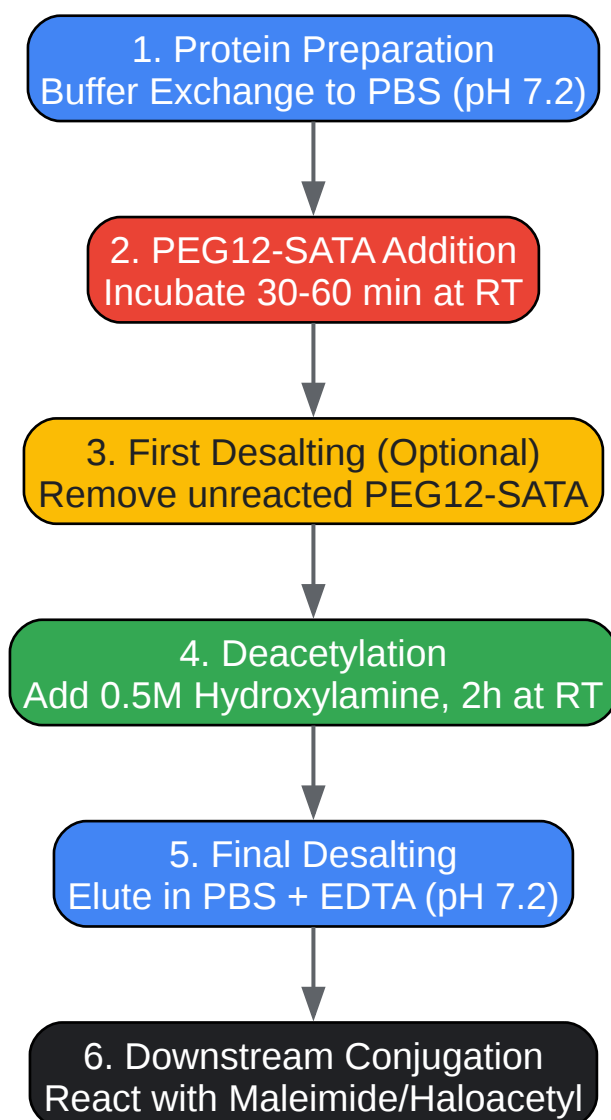 1. Protein Preparation
Buffer Exchange to PBS (pH 7.2)
2. PEG12-SATA Addition
Incubate 30-60 min at RT
3. First Desalting (Optional)
Remove unreacted PEG12-SATA
4. Deacetylation
Add 0.5M Hydroxylamine, 2h at RT
5. Final Desalting
Elute in PBS + EDTA (pH 7.2)
6. Downstream Conjugation
React with Maleimide/Haloacetyl